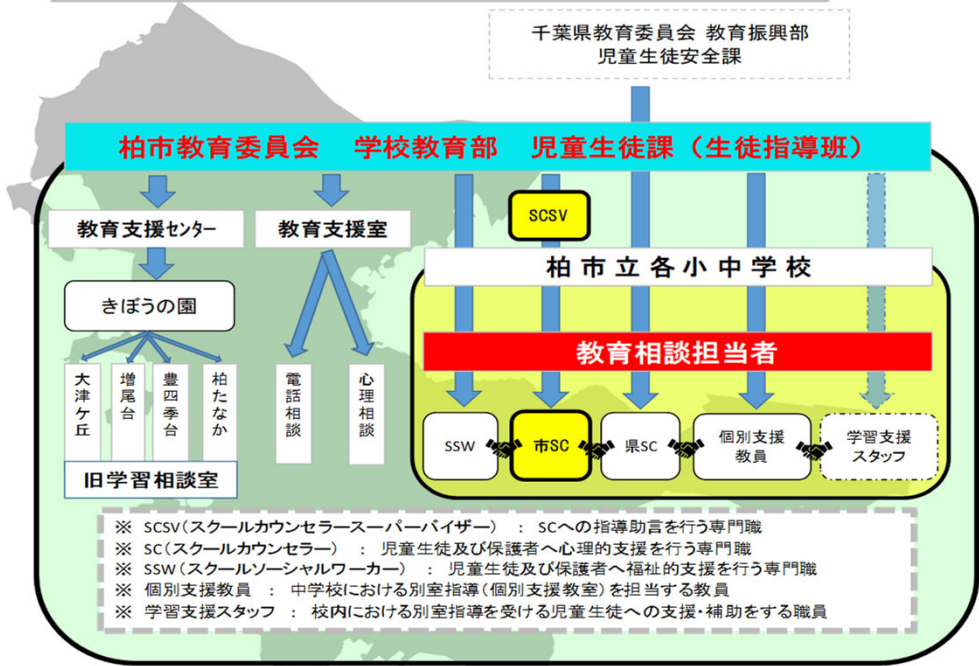 千葉県教育委員会 教育振興部
児童生徒安全課
柏市教育委員会　学校教育部　児童生徒課（生徒指導班）
教育支援センター
教育支援室
SCSV
柏市立各小中学校
きぼうの園
教育相談担当者
大津ケ丘
増尾台
豊四季台
柏たなか
電話相談
心理相談
SSW
市SC
県SC
個別支援
教員
学習支援
スタッフ
旧学習相談室
※ SCSV（スクールカウンセラースーパーバイザー） ： SCへの指導助言を行う専門職
※ SC（スクールカウンセラー） ： 児童生徒及び保護者へ心理的支援を行う専門職
※ SSW（スクールソーシャルワーカー） ： 児童生徒及び保護者へ福祉的支援を行う専門職
※ 個別支援教員 ： 中学校における別室指導（個別支援教室）を担当する教員
※ 学習支援スタッフ ： 校内における別室指導を受ける児童生徒への支援・補助をする職員